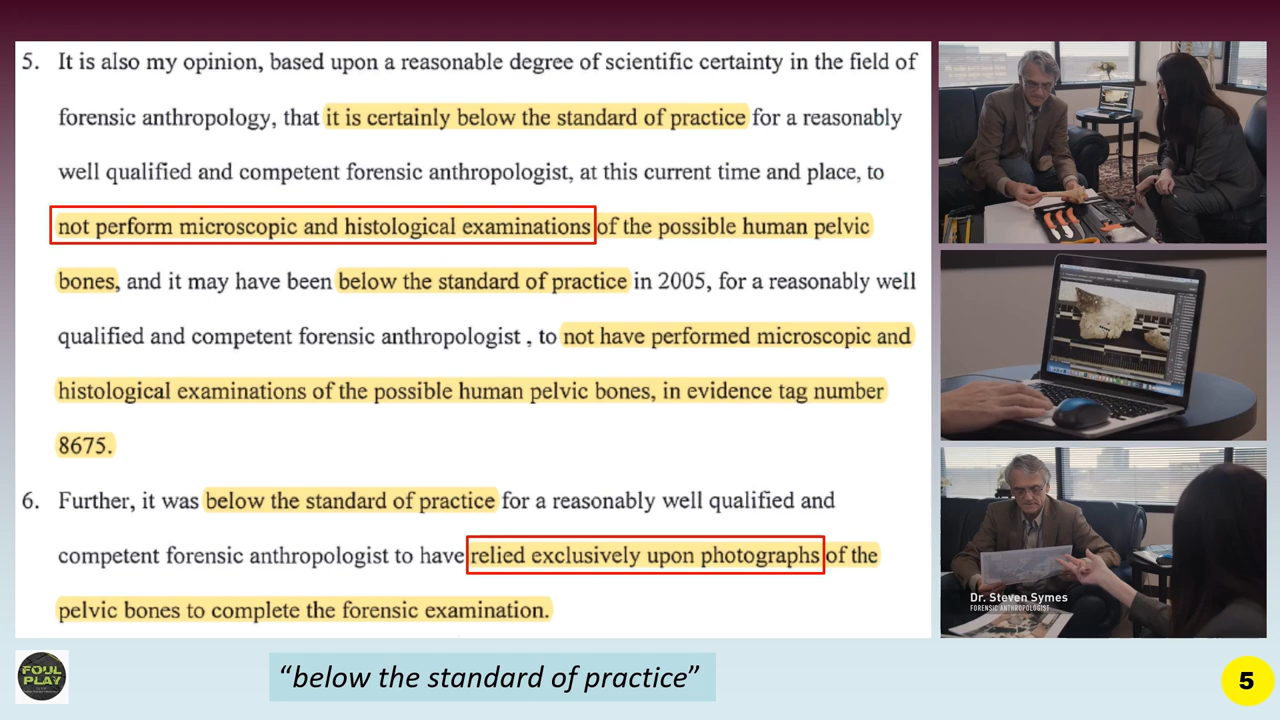 5. It is also my opinion, based upon a reasonable degree of scientific certainty in the field of
forensic anthropology, that it is certainly below the standard of practice for a reasonably
well qualified and competent forensic anthropologist, at this current time and place, to
not perform microscopic and histological examinations of the possible human pelvic
bones, and it may have been below the standard of practice in 2005, for a reasonably well
qualified and competent forensic anthropologist , to not have performed microscopic and
histological examinations of the possible human pelvic bones, in evidence tag number
8675.
6. Further, it was below the standard of practice for a reasonably well qualified and
competent forensic anthropologist to have relied exclusively upon photographs of the
pelvic bones to complete the forensic examination.
Dr. Steven Symes
FORENSIC ANTHROPOLOGIST
FOUL
PLAY
“below the standard of practice”
5